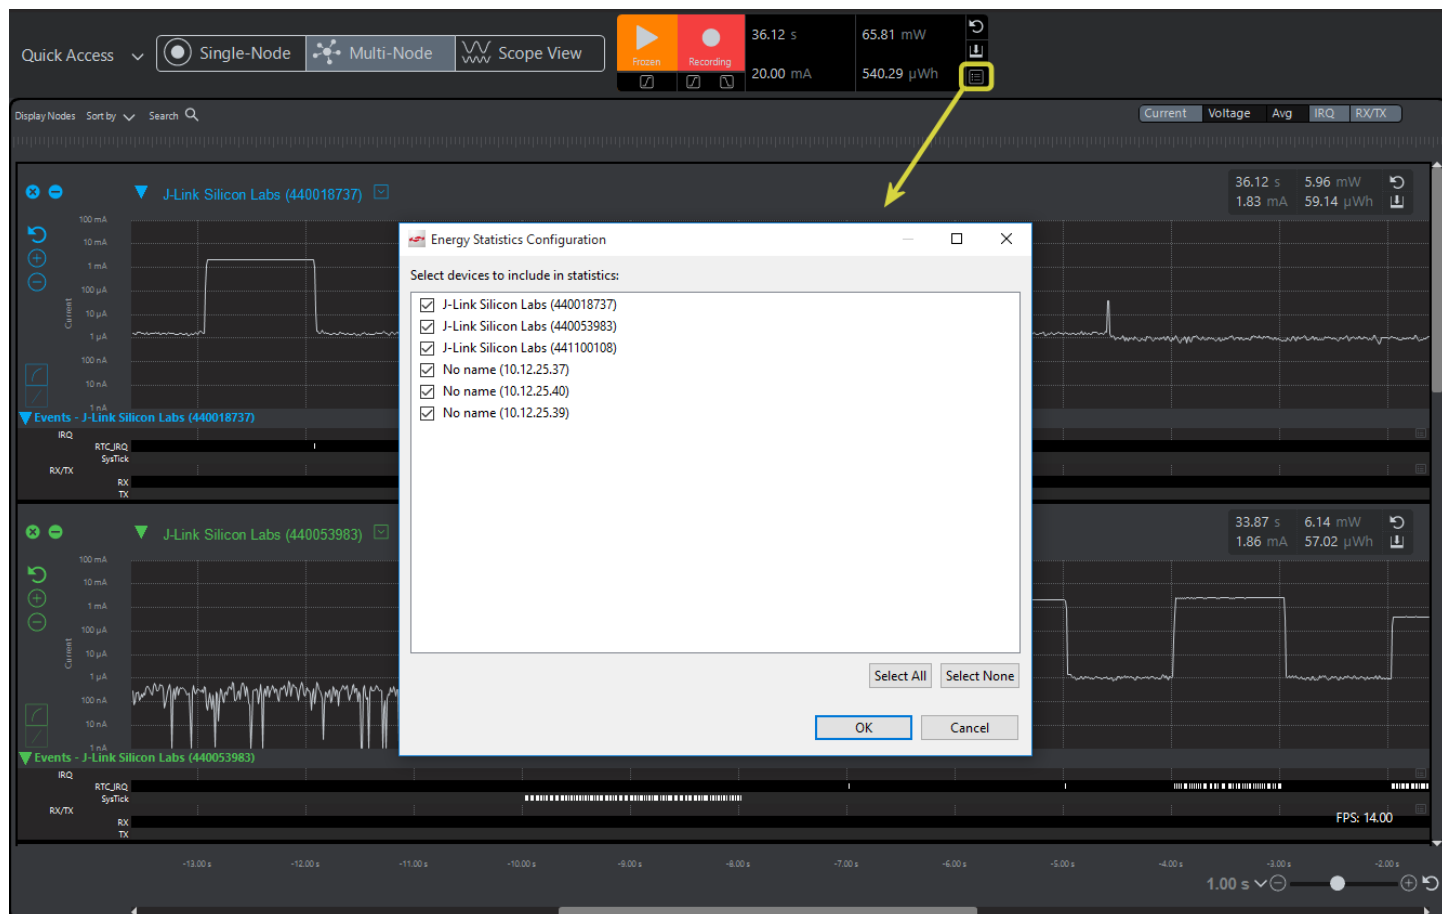 Quick Access
Single-Node
Multi-Node
Scope View
Frozen
Recording
36.12 s
65.81 mW
20.00 mA
540.29 µWh
Display Nodes Sort by Search
Current Voltage Avg IRQ RX/TX
J-Link Silicon Labs (440018737)
36.12 s 5.96 mW
1.83 mA 59.14 µWh
100 mA
10 mA
1 mA
100 µA
10 µA
1 µA
100 nA
10 nA
1 nA
Current
Events - J-Link Silicon Labs (440018737)
IRQ
RTC_IRQ
SysTick
RX/TX
RX
TX
Energy Statistics Configuration
Select devices to include in statistics:
J-Link Silicon Labs (440018737)
J-Link Silicon Labs (440053983)
J-Link Silicon Labs (441100108)
No name (10.12.25.37)
No name (10.12.25.40)
No name (10.12.25.39)
Select All Select None
OK Cancel
J-Link Silicon Labs (440053983)
33.87 s 6.14 mW
1.86 mA 57.02 µWh
100 mA
10 mA
1 mA
100 µA
10 µA
1 µA
100 nA
10 nA
1 nA
Current
Events - J-Link Silicon Labs (440053983)
IRQ
RTC_IRQ
SysTick
RX/TX
RX
TX
FPS: 14.00
-13.00 s -12.00 s -11.00 s -10.00 s -9.00 s -8.00 s -7.00 s -6.00 s -5.00 s -4.00 s -3.00 s -2.00 s
1.00 s